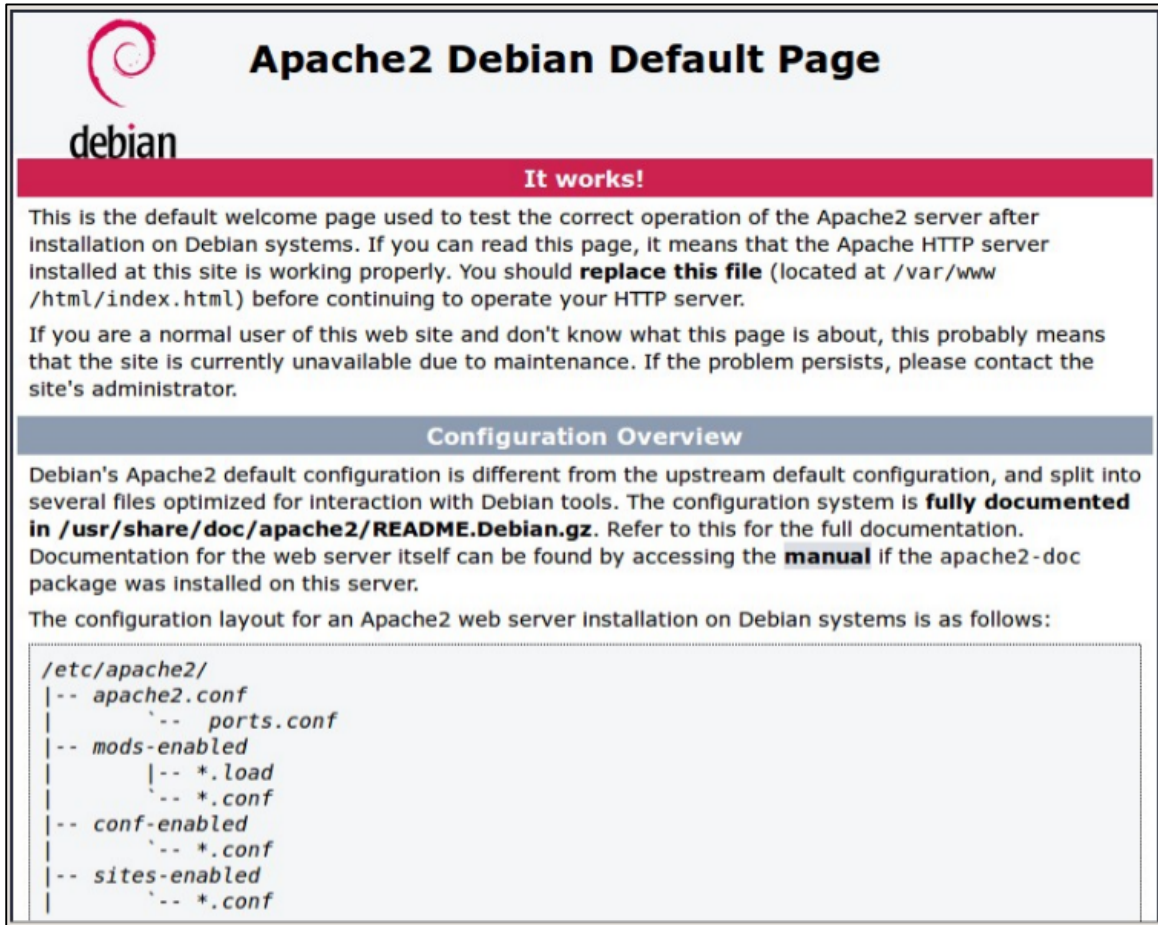 Apache2 Debian Default Page
debian
It works!
This is the default welcome page used to test the correct operation of the Apache2 server after
installation on Debian systems. If you can read this page, it means that the Apache HTTP server
installed at this site is working properly. You should replace this file (located at /var/www
/html/index.html) before continuing to operate your HTTP server.
If you are a normal user of this web site and don't know what this page is about, this probably means
that the site is currently unavailable due to maintenance. If the problem persists, please contact the
site's administrator.
Configuration Overview
Debian's Apache2 default configuration is different from the upstream default configuration, and split into
several files optimized for interaction with Debian tools. The configuration system is fully documented
in /usr/share/doc/apache2/README.Debian.gz. Refer to this for the full documentation.
Documentation for the web server itself can be found by accessing the manual if the apache2-doc
package was installed on this server.
The configuration layout for an Apache2 web server installation on Debian systems is as follows:
/etc/apache2/
|-- apache2.conf
|       `--  ports.conf
|-- mods-enabled
|       |-- *.load
|       `-- *.conf
|-- conf-enabled
|       `-- *.conf
|-- sites-enabled
|       `-- *.conf